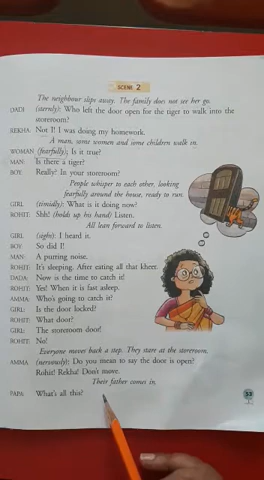 SCENE 2
The neighbour slips away. The family does not see her go.
DADI: (sternly): Who left the door open for the tiger to walk into the
storeroom?
REKHA: Not I! I was doing my homework.
A man, some women and some children walk in.
WOMAN (fearfully): Is it true?
MAN: Is there a tiger?
BOY: Really? In your storeroom?
People whisper to each other, looking
fearfully around the house, ready to run.
GIRL (timidly): What is it doing now?
ROHIT: Shh! (holds up his hand) Listen.
All lean forward to listen.
GIRL (sighs): I heard it.
BOY: So did I!
MAN: A purring noise.
ROHIT: It's sleeping. After eating all that kheer.
DADA: Now is the time to catch it!
ROHIT: Yes! When it is fast asleep.
AMMA: Who's going to catch it?
GIRL: Is the door locked?
ROHIT: What door?
GIRL: The storeroom door!
ROHIT: No!
Everyone moves back a step. They stare at the storeroom.
AMMA (nervously): Do you mean to say the door is open?
Rohit! Rekha! Don't move.
Their father comes in.
PAPA: What's all this?
33